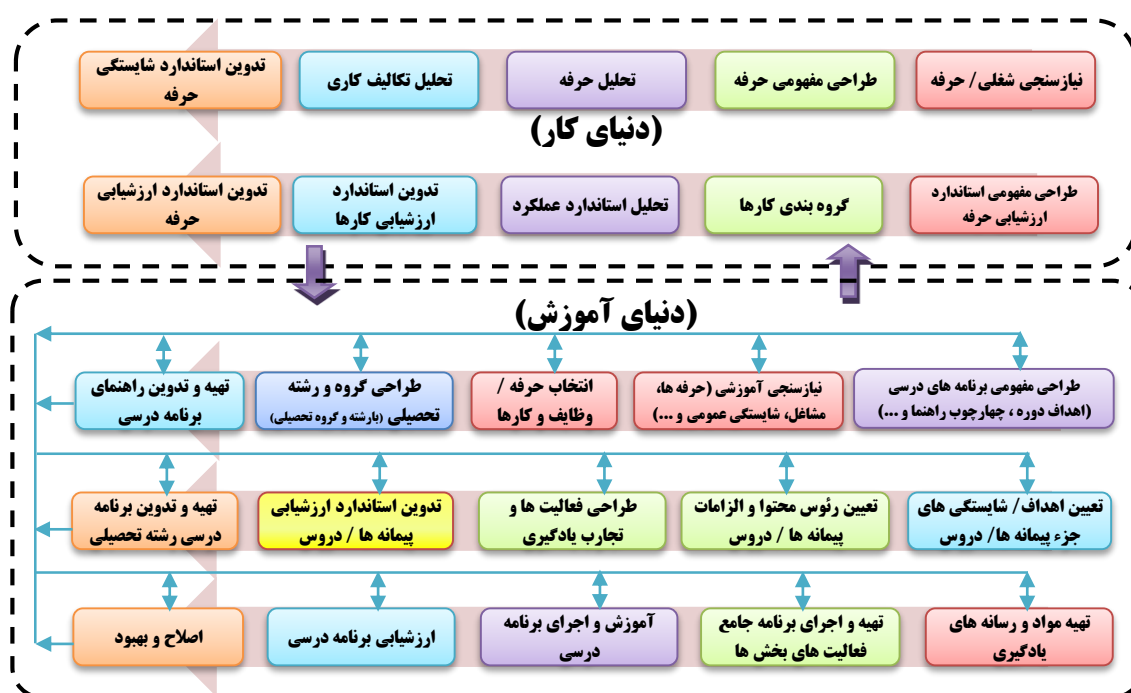 نیازسنجی شغلی/ حرفه
طراحی مفهومی حرفه
تحلیل حرفه
تحلیل تکالیف کاری
تدوین استاندارد شایستگی
حرفه
(دنیای کار)
طراحی مفهومی استاندارد
ارزشیابی حرفه
گروه بندی کارها
تحلیل استاندارد عملکرد
تدوین استاندارد
ارزشیابی کارها
تدوین استاندارد ارزشیابی
حرفه
(دنیای آموزش)
طراحی مفهومی برنامه های درسی
(اهداف دوره ، چهارچوب راهنما و ...)
نیازسنجی آموزشی (حرفه ها،
مشاغل، شایستگی عمومی و ...)
انتخاب حرفه /
وظایف و کارها
طراحی گروه و رشته
تحصیلی (بارشته و گروه تحصیلی)
تهیه و تدوین راهنمای
برنامه درسی
تعیین اهداف/ شایستگی های
جزء پیمانه ها/ دروس
تعیین رئوس محتوا و الزامات
پیمانه ها / دروس
طراحی فعالیت ها و
تجارب یادگیری
تدوین استاندارد ارزشیابی
پیمانه ها / دروس
تهیه و تدوین برنامه
درسی رشته تحصیلی
تهیه مواد و رسانه های
یادگیری
تهیه و اجرای برنامه جامع
فعالیت های بخش ها
آموزش و اجرای برنامه
درسی
ارزشیابی برنامه درسی
اصلاح و بهبود